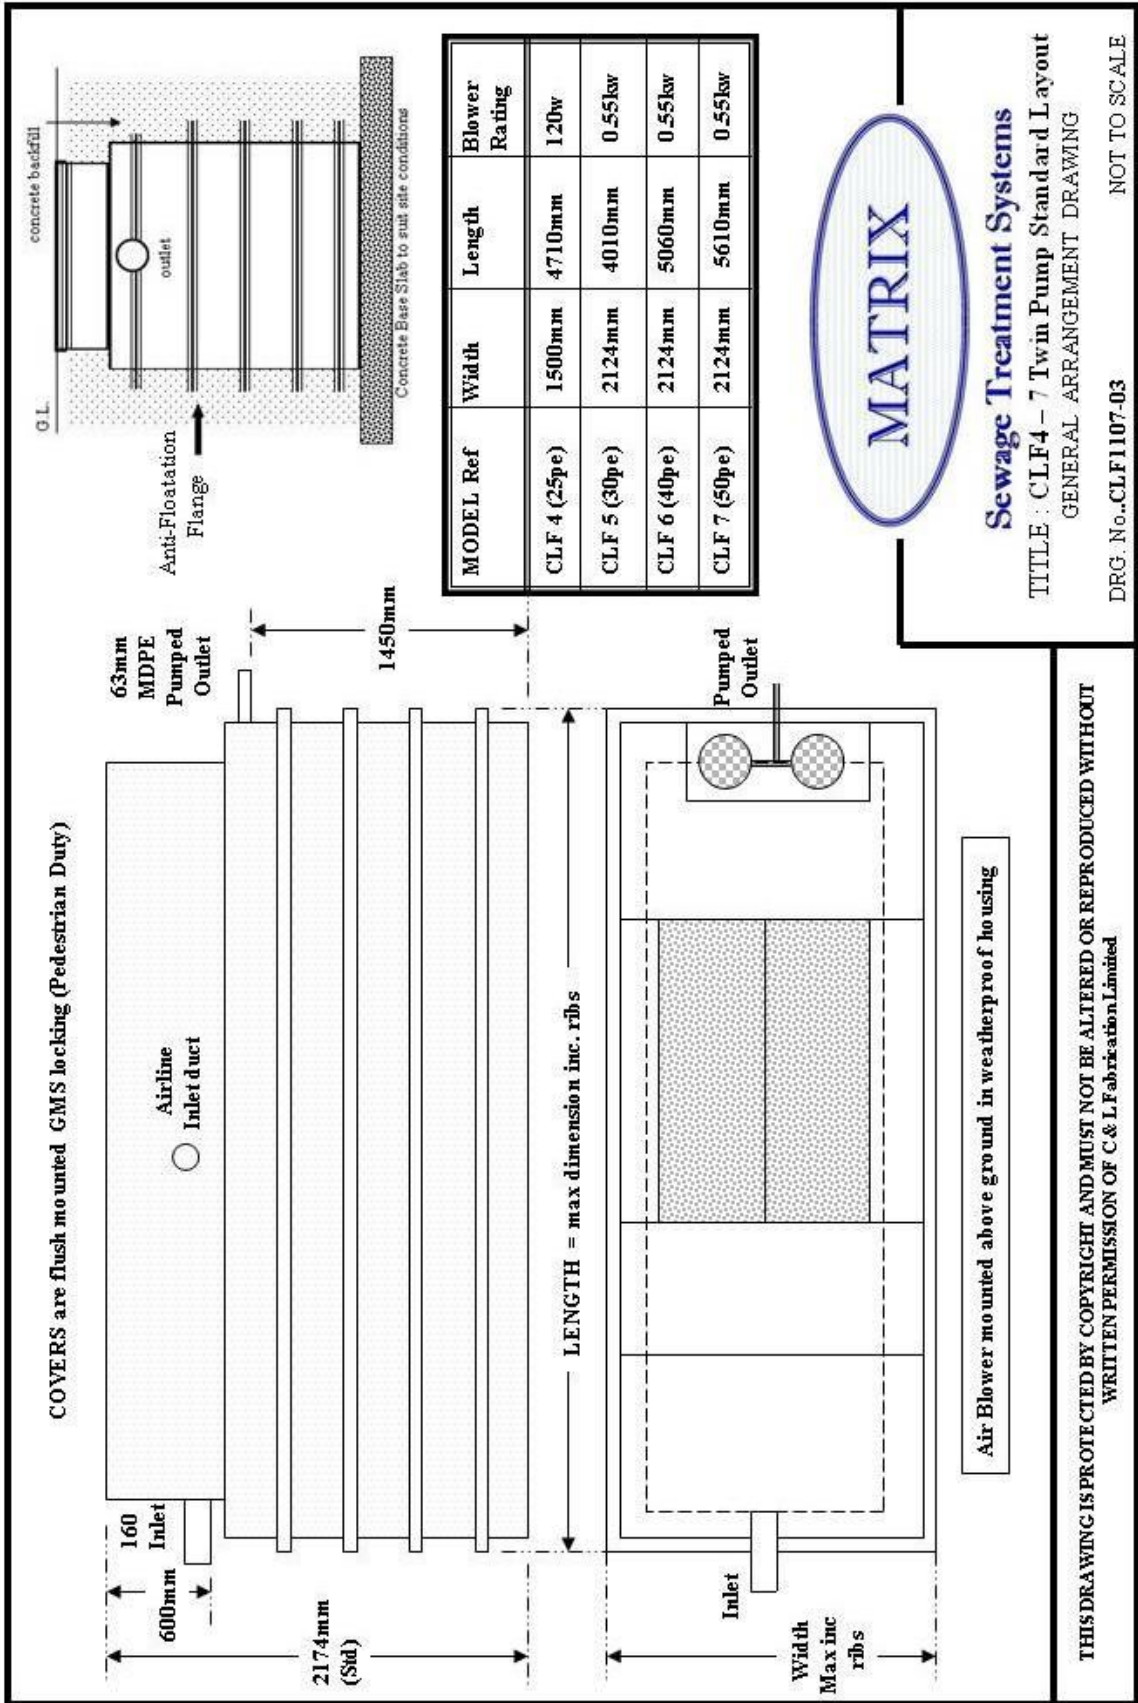 COVERS are flush mounted GMS locking (Pedestrian Duty)
160
Inlet
600mm
2174mm
(Std)
Airline
Inlet duct
63mm
MDPE
Pumped
Outlet
1450mm
LENGTH = max dimension inc. ribs
Inlet
Width
Max inc
ribs
Pumped
Outlet
Air Blower mounted above ground in weatherproof housing
G.L.
concrete backfill
outlet
Anti-Floatation
Flange
Concrete Base Slab to suit site conditions
MODEL Ref Width Length Blower
Rating
CLF 4 (25pe) 1500mm 4710mm 120w
CLF 5 (30pe) 2124mm 4010mm 0.55kw
CLF 6 (40pe) 2124mm 5060mm 0.55kw
CLF 7 (50pe) 2124mm 5610mm 0.55kw
MATRIX
Sewage Treatment Systems
TITLE : CLF4 – 7 Twin Pump Standard Layout
GENERAL ARRANGEMENT DRAWING
DRG. No..CLF1107-03 NOT TO SCALE
THIS DRAWING IS PROTECTED BY COPYRIGHT AND MUST NOT BE ALTERED OR REPRODUCED WITHOUT
WRITTEN PERMISSION OF C & L Fabrication Limited